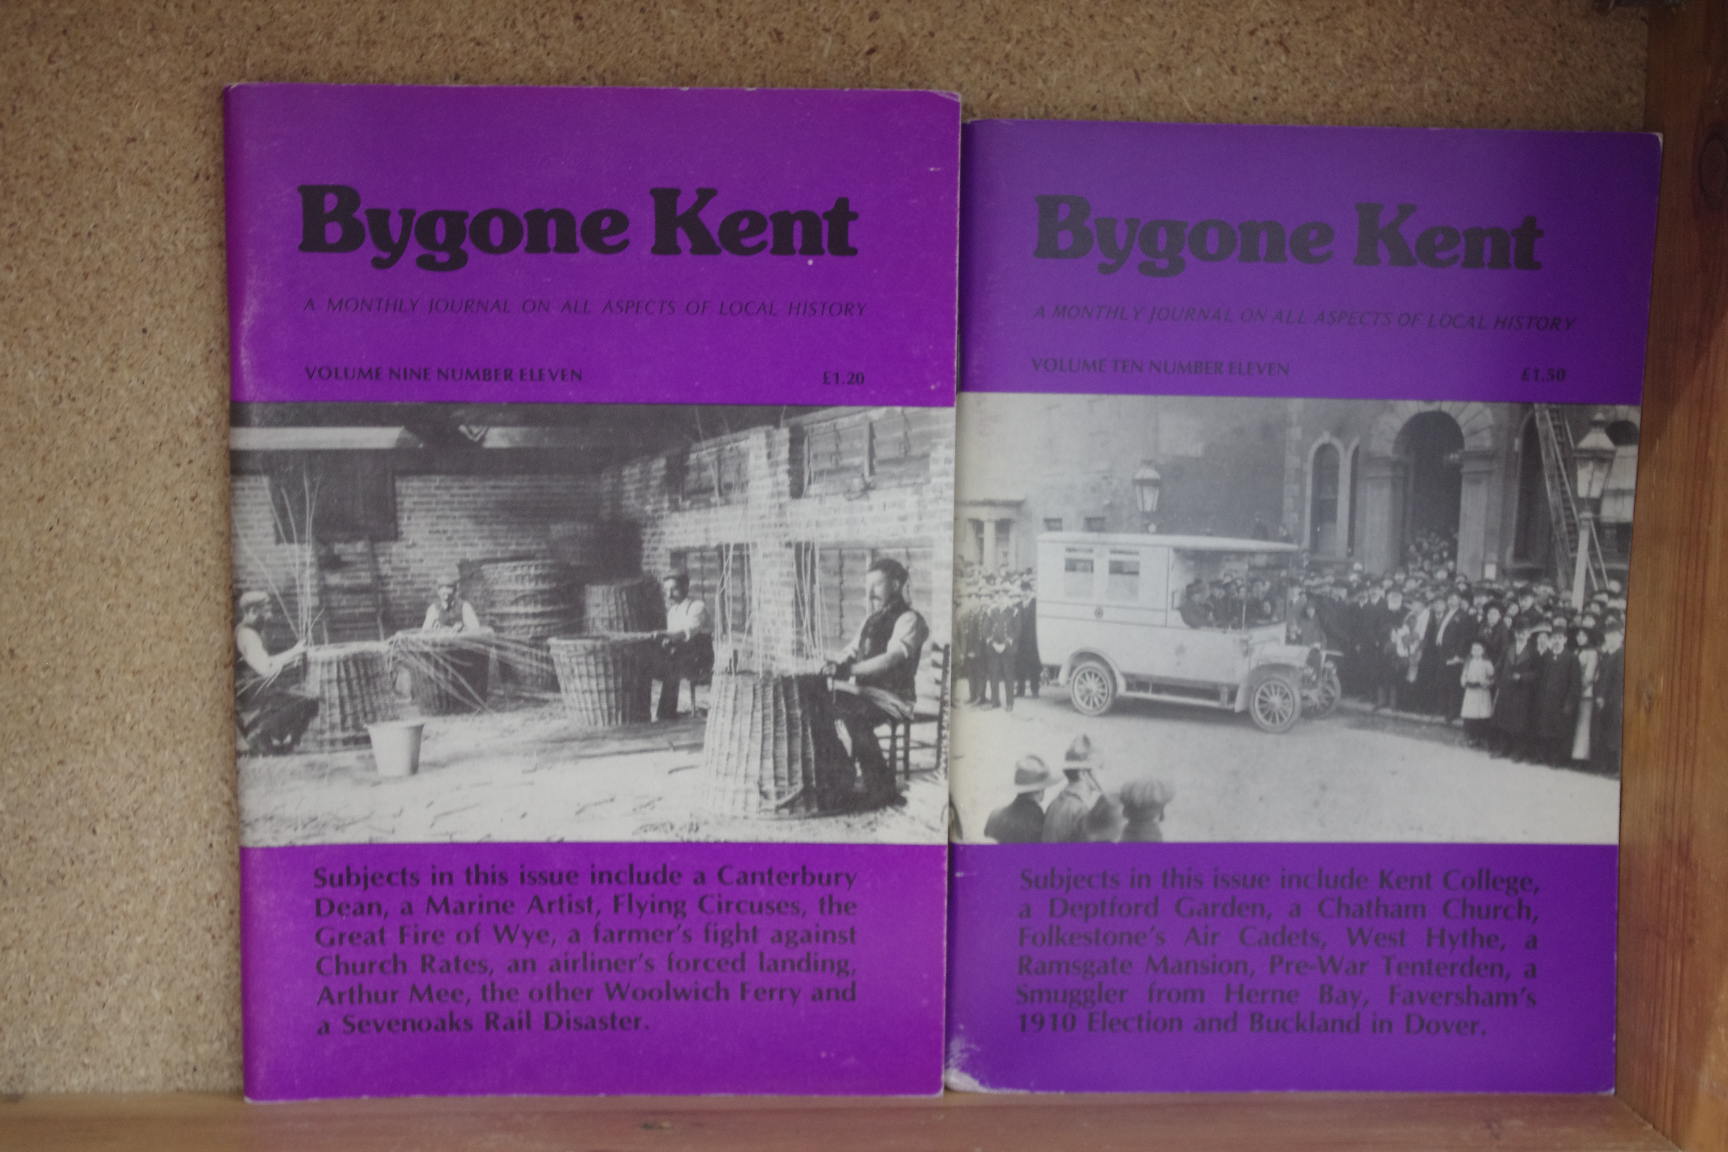 Bygone Kent
A MONTHLY JOURNAL ON ALL ASPECTS OF LOCAL HISTORY
VOLUME NINE NUMBER ELEVEN
£1.20
Subjects in this issue include a Canterbury
Dean, a Marine Artist, Flying Circuses, the
Great Fire of Wye, a farmer's fight against
Church Rates, an airliner's forced landing,
Arthur Mee, the other Woolwich Ferry and
a Sevenoaks Rail Disaster.
Bygone Kent
A MONTHLY JOURNAL ON ALL ASPECTS OF LOCAL HISTORY
VOLUME TEN NUMBER ELEVEN
£1.50
Subjects in this issue include Kent College,
a Deptford Garden, a Chatham Church,
Folkestone's Air Cadets, West Hythe, a
Ramsgate Mansion, Pre-War Tenterden, a
Smuggler from Herne Bay, Faversham's
1910 Election and Buckland in Dover.